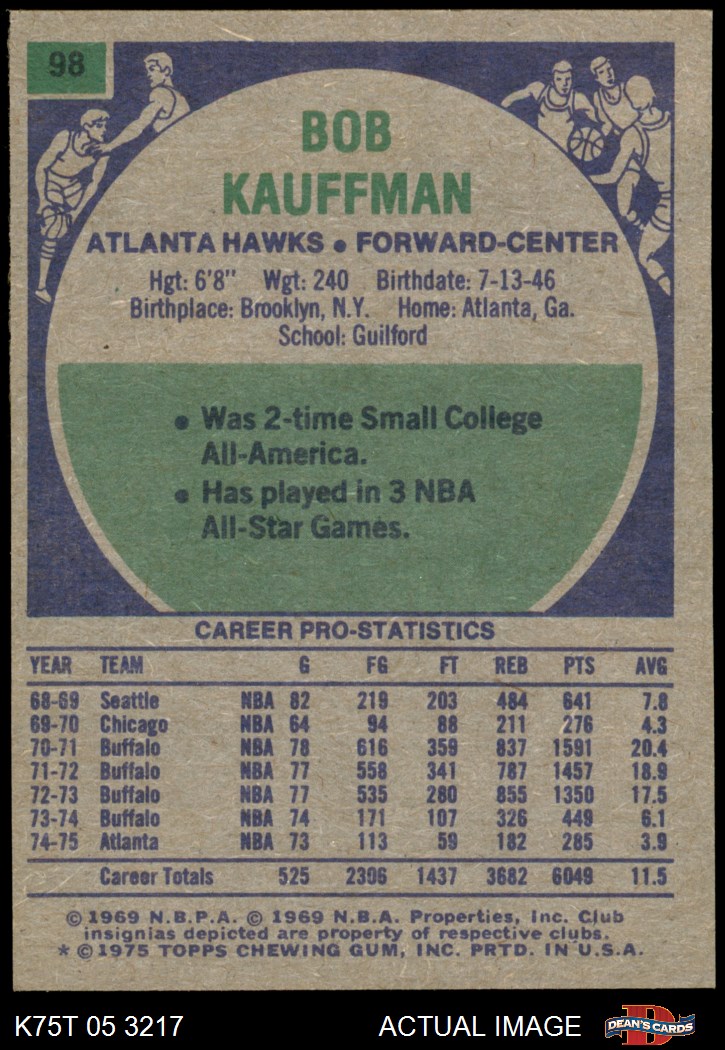 98
BOB
KAUFFMAN
ATLANTA HAWKS • FORWARD-CENTER
Hgt: 6'8" Wgt: 240 Birthdate: 7-13-46
Birthplace: Brooklyn, N.Y. Home: Atlanta, Ga.
School: Guilford
• Was 2-time Small College
All-America.
• Has played in 3 NBA
All-Star Games.
CAREER PRO-STATISTICS
YEAR TEAM G FG FT REB PTS AVG
68-69 Seattle NBA 82 219 203 484 641 7.8
69-70 Chicago NBA 64 94 88 211 276 4.3
70-71 Buffalo NBA 78 616 359 837 1591 20.4
71-72 Buffalo NBA 77 558 341 787 1457 18.9
72-73 Buffalo NBA 77 535 280 855 1350 17.5
73-74 Buffalo NBA 74 171 107 326 449 6.1
74-75 Atlanta NBA 73 113 59 182 285 3.9
Career Totals 525 2306 1437 3682 6049 11.5
© 1969 N.B.P.A. © 1969 N.B.A. Properties, Inc. Club
insignias depicted are property of respective clubs.
* © 1975 TOPPS CHEWING GUM, INC. PRTD. IN U.S.A.
K75T 05 3217 ACTUAL IMAGE
D
DEAN'S CARDS